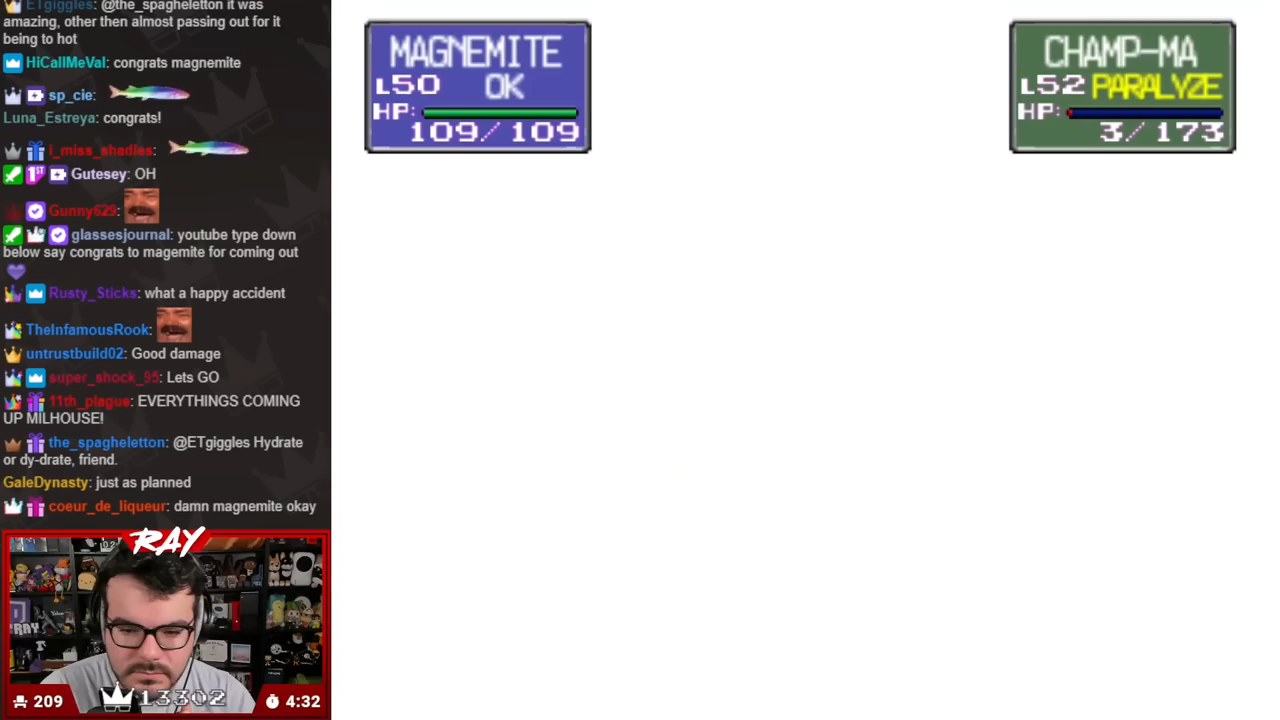 ETgiggles: @the_spagheletton it was
amazing, other then almost passing out for it
being to hot
HiCallMeVal: congrats magnemite
sp_cie:
Luna_Estreya: congrats!
i_miss_shadles:
1ST Gutesey: OH
Gunny629:
glassesjournal: youtube type down
below say congrats to magemite for coming out
Rusty_Sticks: what a happy accident
TheInfamousRook:
untrustbuild02: Good damage
super_shock_95: Lets GO
11th_plague: EVERYTHINGS COMING
UP MILHOUSE!
the_spagheletton: @ETgiggles Hydrate
or dy-drate, friend.
GaleDynasty: just as planned
coeur_de_liqueur: damn magnemite okay
RAY
209
13302
4:32
MAGNEMITE
L50 OK
HP:
109/109
CHAMP-MA
L52 PARALYZE
HP:
3/173